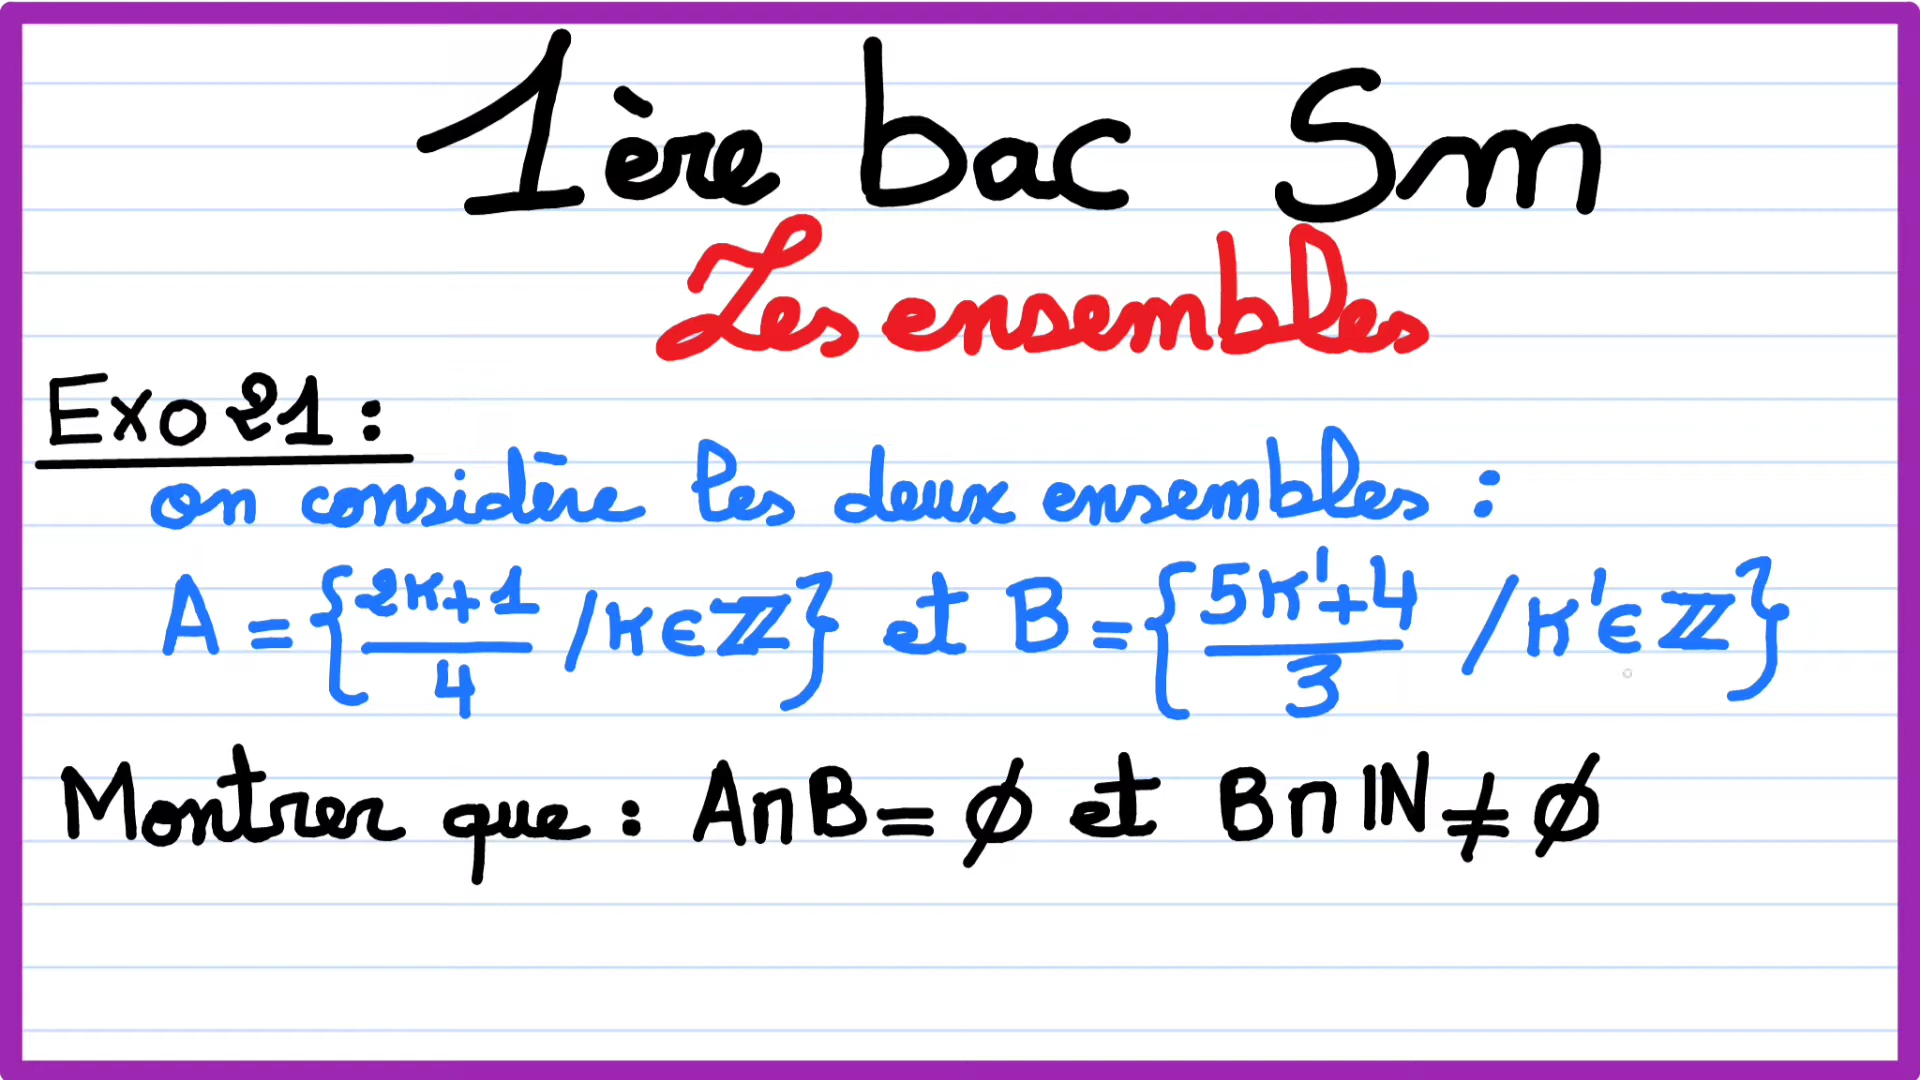 1ère bac Sm
Les ensembles
Exo 21 :
on considère les deux ensembles :
A = {2k+1/4 / k ∈ ℤ} et B = {5k'+4/3 / k' ∈ ℤ}
Montrer que : A∩B = ∅ et B∩ℕ ≠ ∅